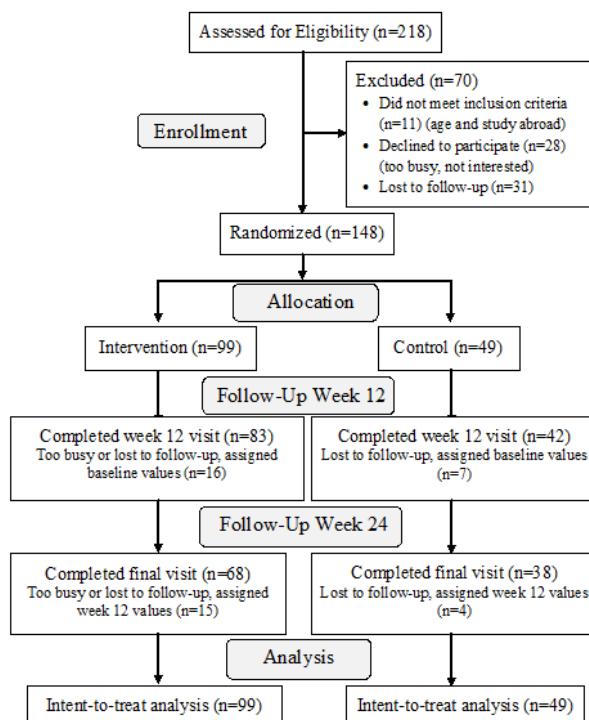 Assessed for Eligibility (n=218)
Excluded (n=70)
• Did not meet inclusion criteria
(n=11) (age and study abroad)
• Declined to participate (n=28)
(too busy, not interested)
• Lost to follow-up (n=31)
Enrollment
Randomized (n=148)
Allocation
Intervention (n=99)
Control (n=49)
Follow-Up Week 12
Completed week 12 visit (n=83)
Too busy or lost to follow-up, assigned
baseline values (n=16)
Completed week 12 visit (n=42)
Lost to follow-up, assigned baseline values
(n=7)
Follow-Up Week 24
Completed final visit (n=68)
Too busy or lost to follow-up, assigned
week 12 values (n=15)
Completed final visit (n=38)
Lost to follow-up, assigned week 12 values
(n=4)
Analysis
Intent-to-treat analysis (n=99)
Intent-to-treat analysis (n=49)